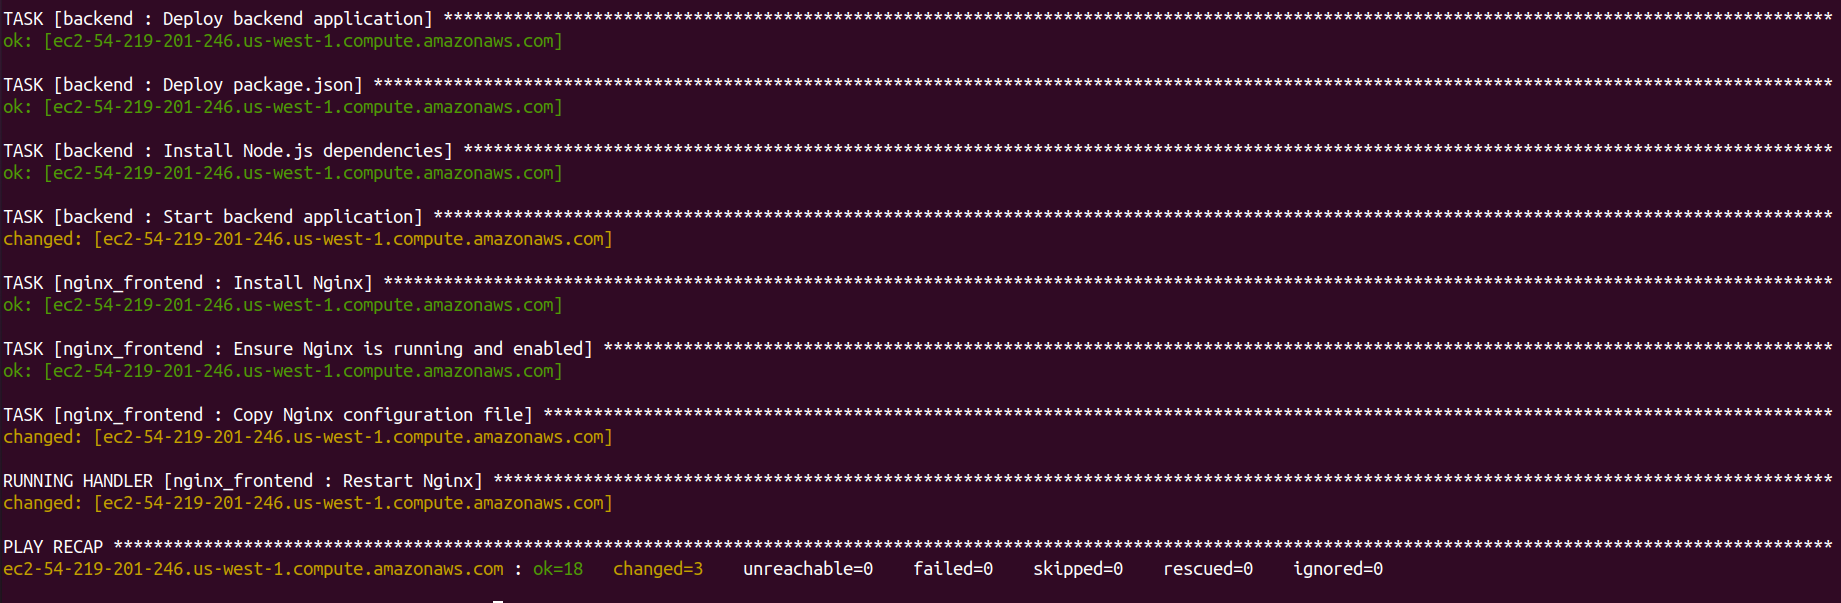 TASK [backend : Deploy backend application] *******************************************************************************************************************************************
ok: [ec2-54-219-201-246.us-west-1.compute.amazonaws.com]
TASK [backend : Deploy package.json] **************************************************************************************************************************************************
ok: [ec2-54-219-201-246.us-west-1.compute.amazonaws.com]
TASK [backend : Install Node.js dependencies] *****************************************************************************************************************************************
ok: [ec2-54-219-201-246.us-west-1.compute.amazonaws.com]
TASK [backend : Start backend application] ********************************************************************************************************************************************
changed: [ec2-54-219-201-246.us-west-1.compute.amazonaws.com]
TASK [nginx_frontend : Install Nginx] *************************************************************************************************************************************************
ok: [ec2-54-219-201-246.us-west-1.compute.amazonaws.com]
TASK [nginx_frontend : Ensure Nginx is running and enabled] ***************************************************************************************************************************
ok: [ec2-54-219-201-246.us-west-1.compute.amazonaws.com]
TASK [nginx_frontend : Copy Nginx configuration file] *********************************************************************************************************************************
changed: [ec2-54-219-201-246.us-west-1.compute.amazonaws.com]
RUNNING HANDLER [nginx_frontend : Restart Nginx] **************************************************************************************************************************************
changed: [ec2-54-219-201-246.us-west-1.compute.amazonaws.com]
PLAY RECAP ****************************************************************************************************************************************************************************
ec2-54-219-201-246.us-west-1.compute.amazonaws.com : ok=18   changed=3    unreachable=0    failed=0    skipped=0    rescued=0    ignored=0